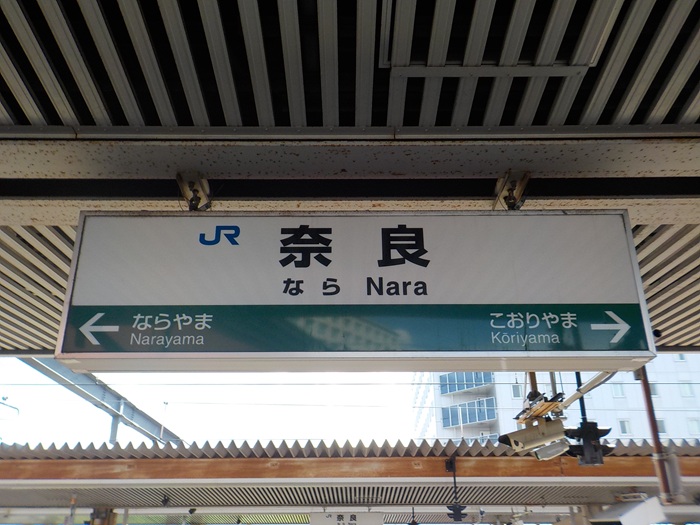 JR 奈良
なら Nara
← ならやま こおりやま →
Narayama Kōriyama
奈良